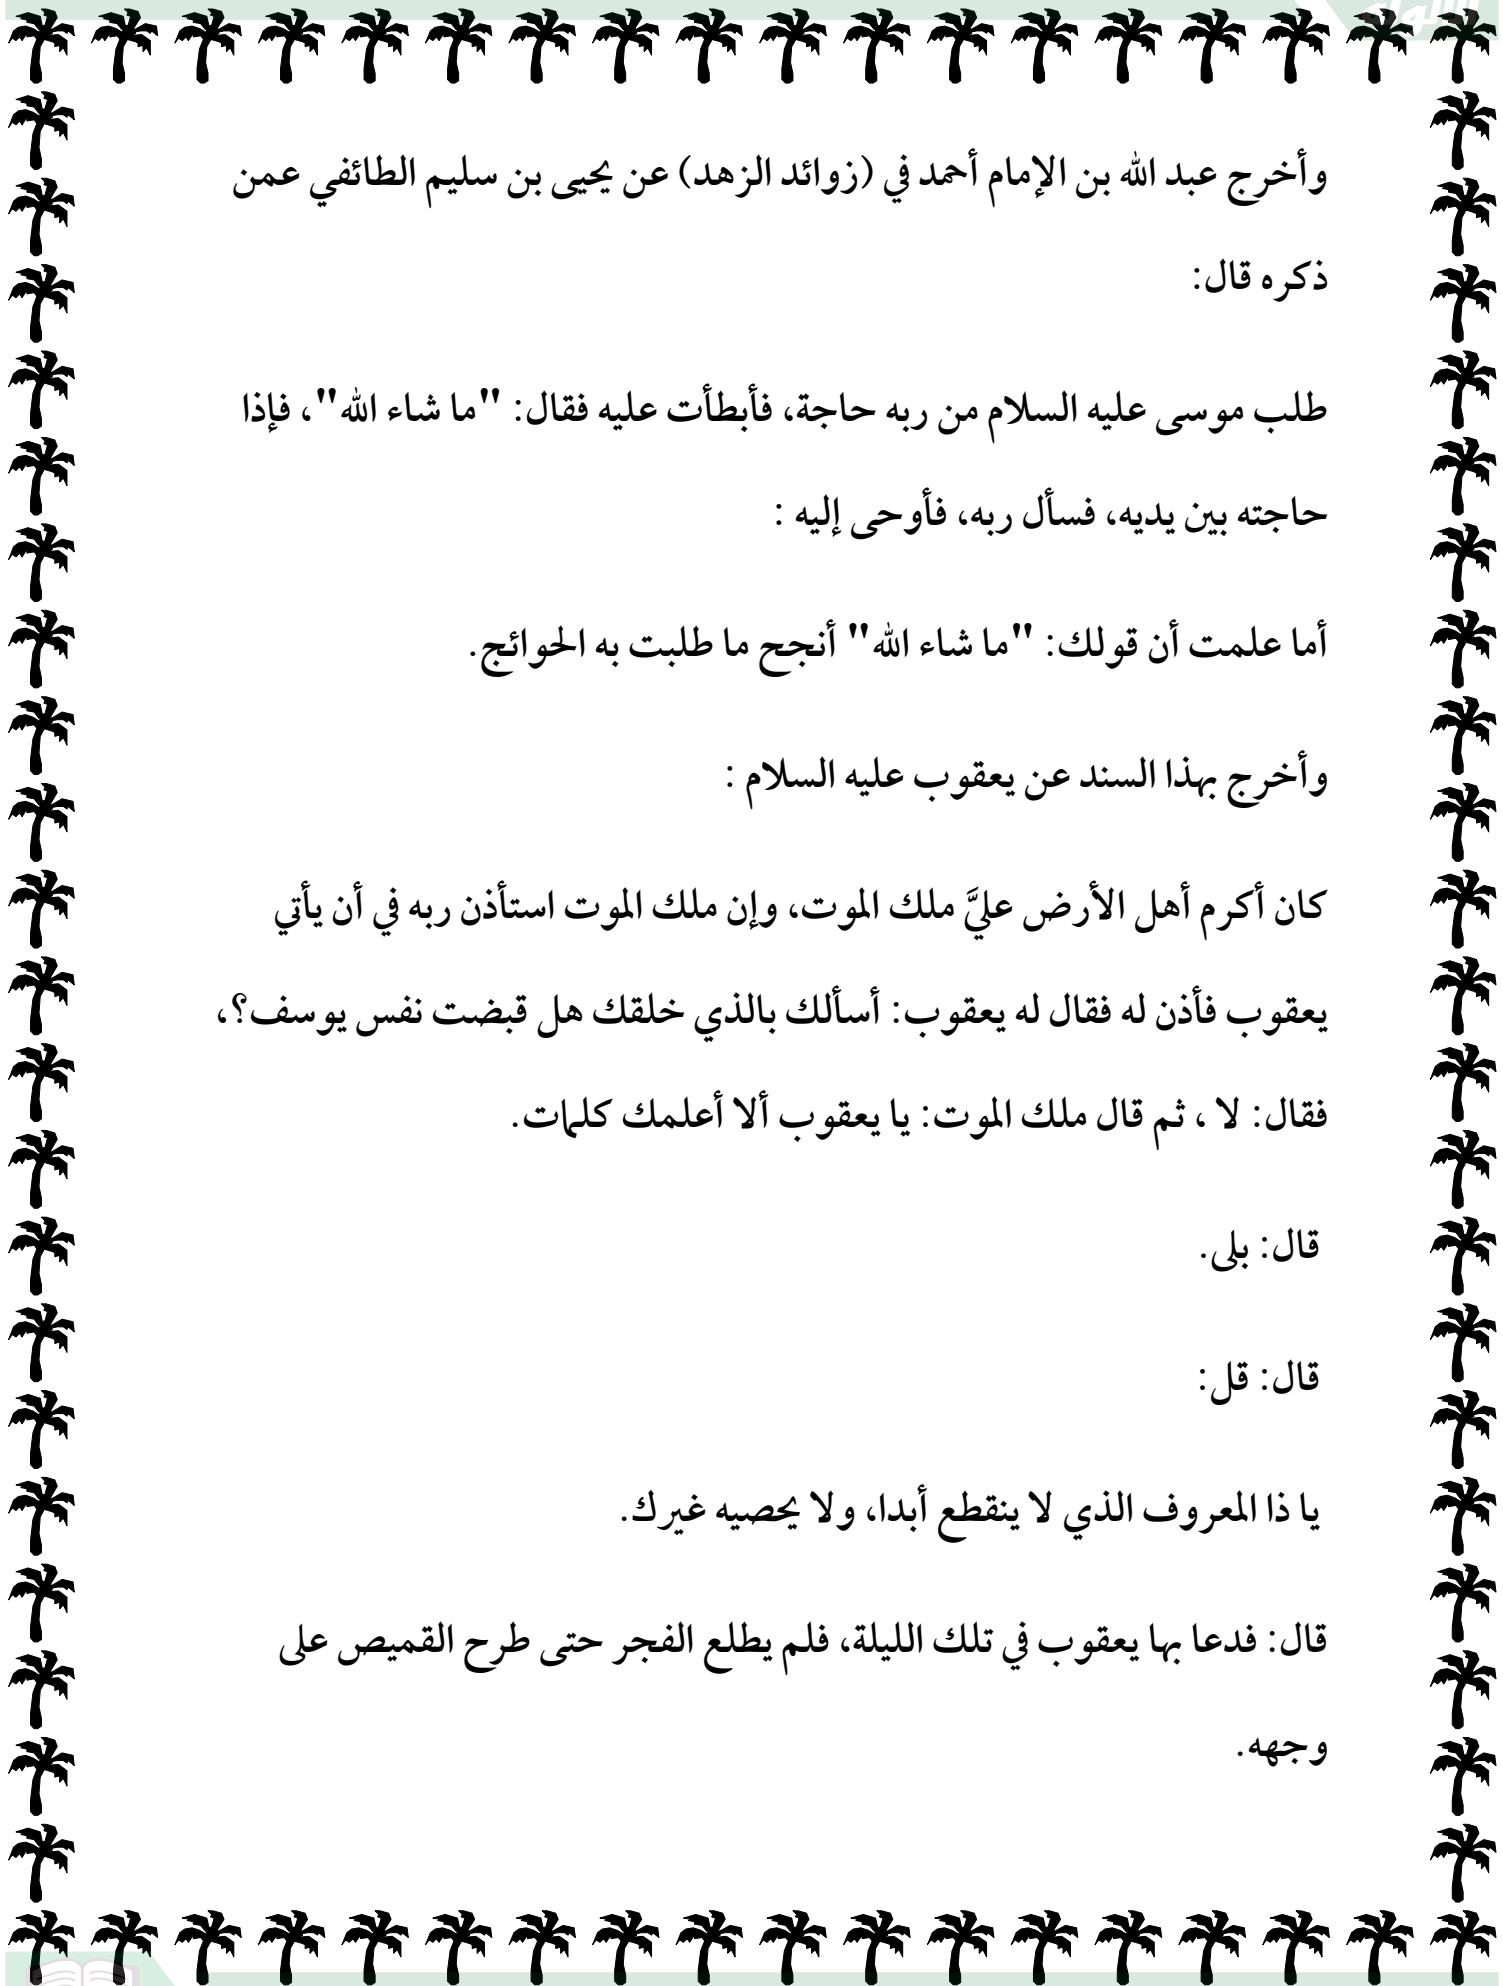 وأخرج عبد الله بن الإمام أحمد في (زوائد الزهد) عن يحيى بن سليم الطائفي عمن
ذكره قال:
طلب موسى عليه السلام من ربه حاجة، فأبطأت عليه فقال: "ما شاء الله"، فإذا
حاجته بين يديه، فسأل ربه، فأوحى إليه :
أما علمت أن قولك: "ما شاء الله" أنجح ما طلبت به الحوائج.
وأخرج بهذا السند عن يعقوب عليه السلام :
كان أكرم أهل الأرض عليَّ ملك الموت، وإن ملك الموت استأذن ربه في أن يأتي
يعقوب فأذن له فقال له يعقوب: أسألك بالذي خلقك هل قبضت نفس يوسف؟،
فقال: لا ، ثم قال ملك الموت: يا يعقوب ألا أعلمك كلمات.
قال: بلى.
قال: قل:
يا ذا المعروف الذي لا ينقطع أبدا، ولا يحصيه غيرك.
قال: فدعا بها يعقوب في تلك الليلة، فلم يطلع الفجر حتى طرح القميص على
وجهه.